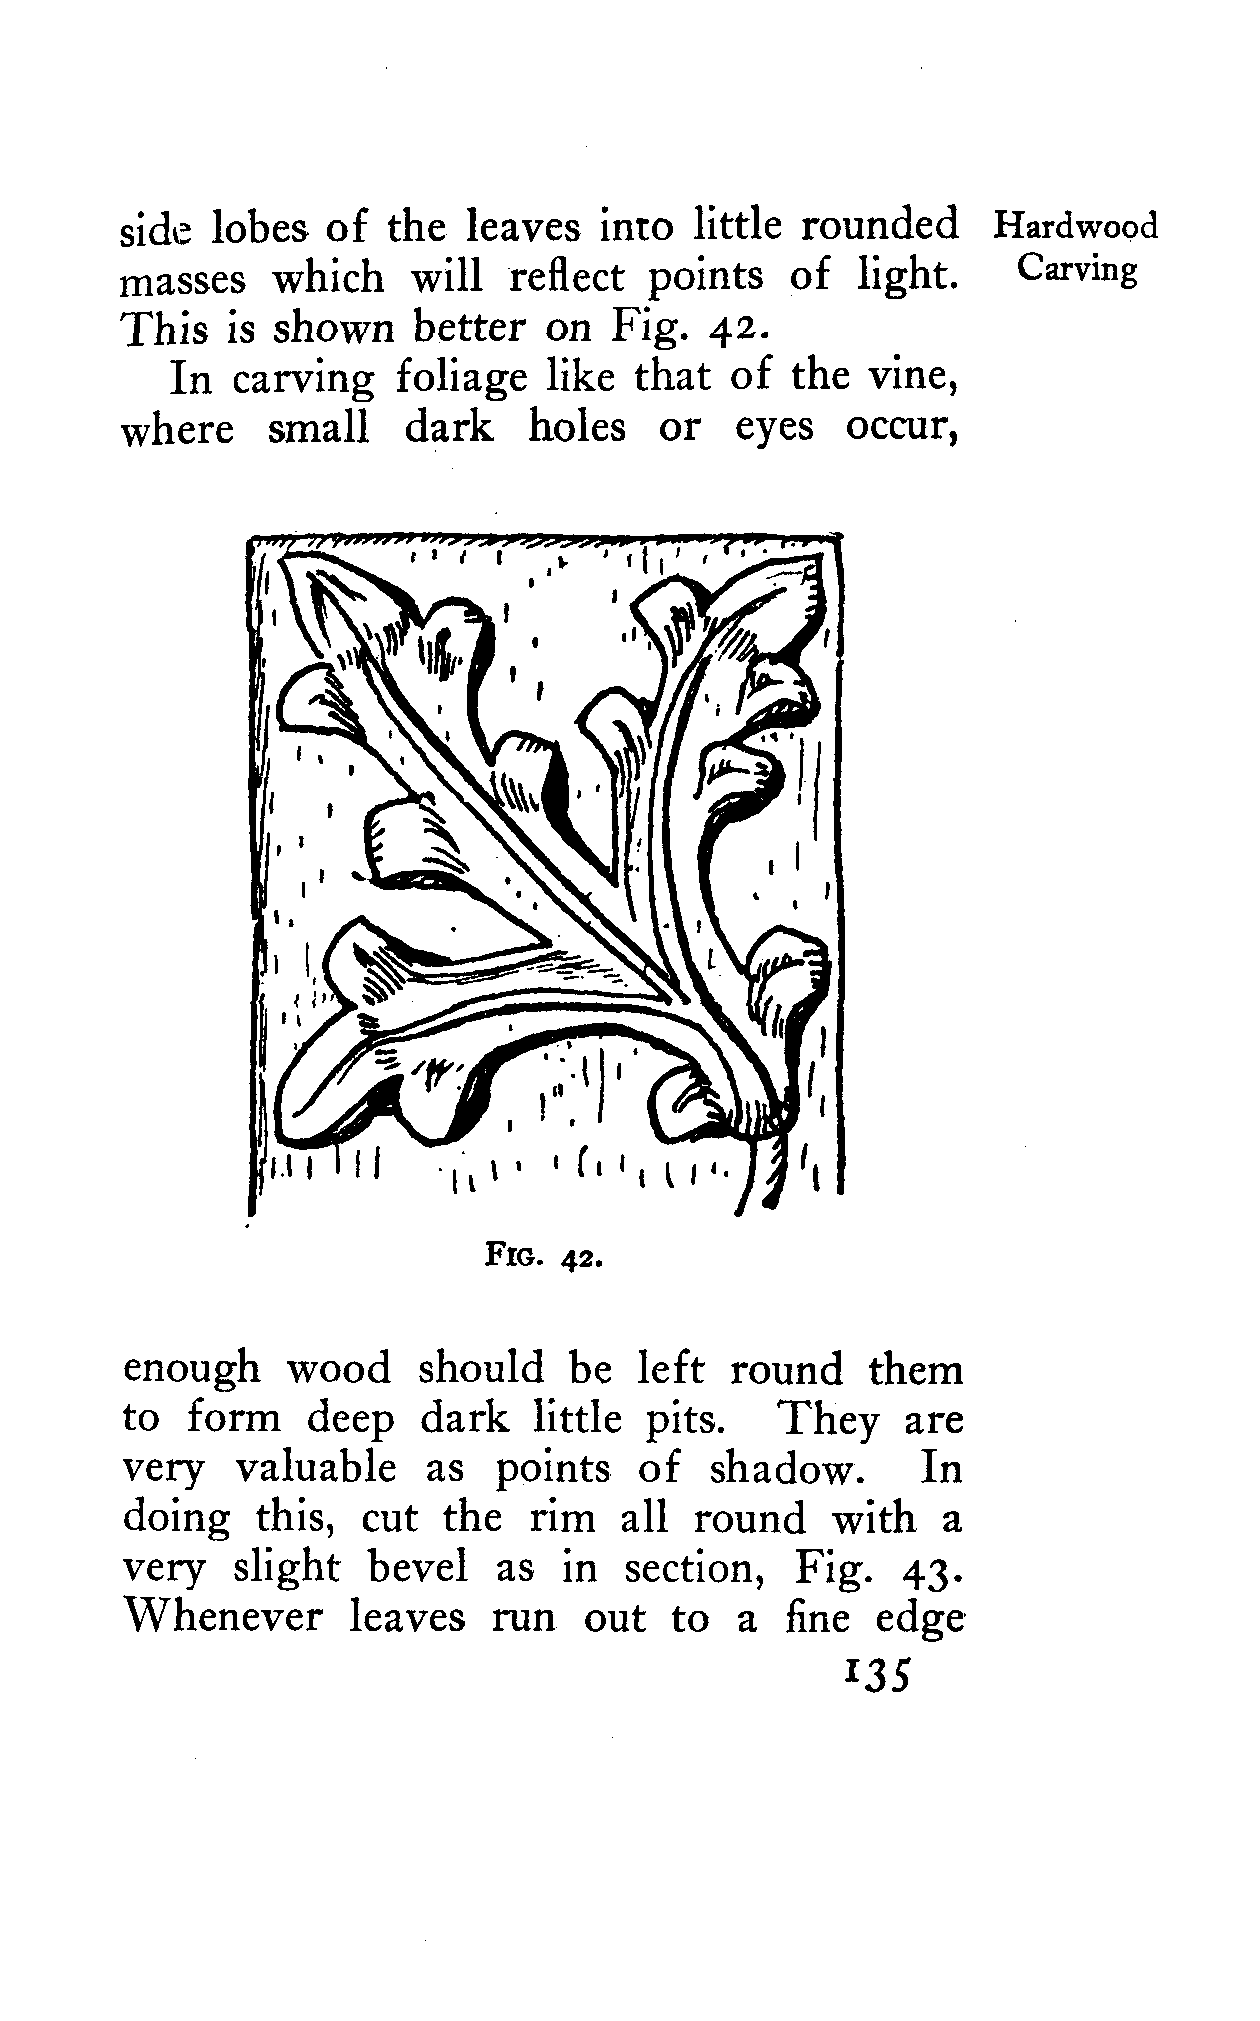 side lobes of the leaves into little rounded
masses which will reflect points of light.
This is shown better on Fig. 42.
In carving foliage like that of the vine,
where small dark holes or eyes occur,
Hardwood
Carving
Fig. 42.
enough wood should be left round them
to form deep dark little pits. They are
very valuable as points of shadow. In
doing this, cut the rim all round with a
very slight bevel as in section, Fig. 43.
Whenever leaves run out to a fine edge
135